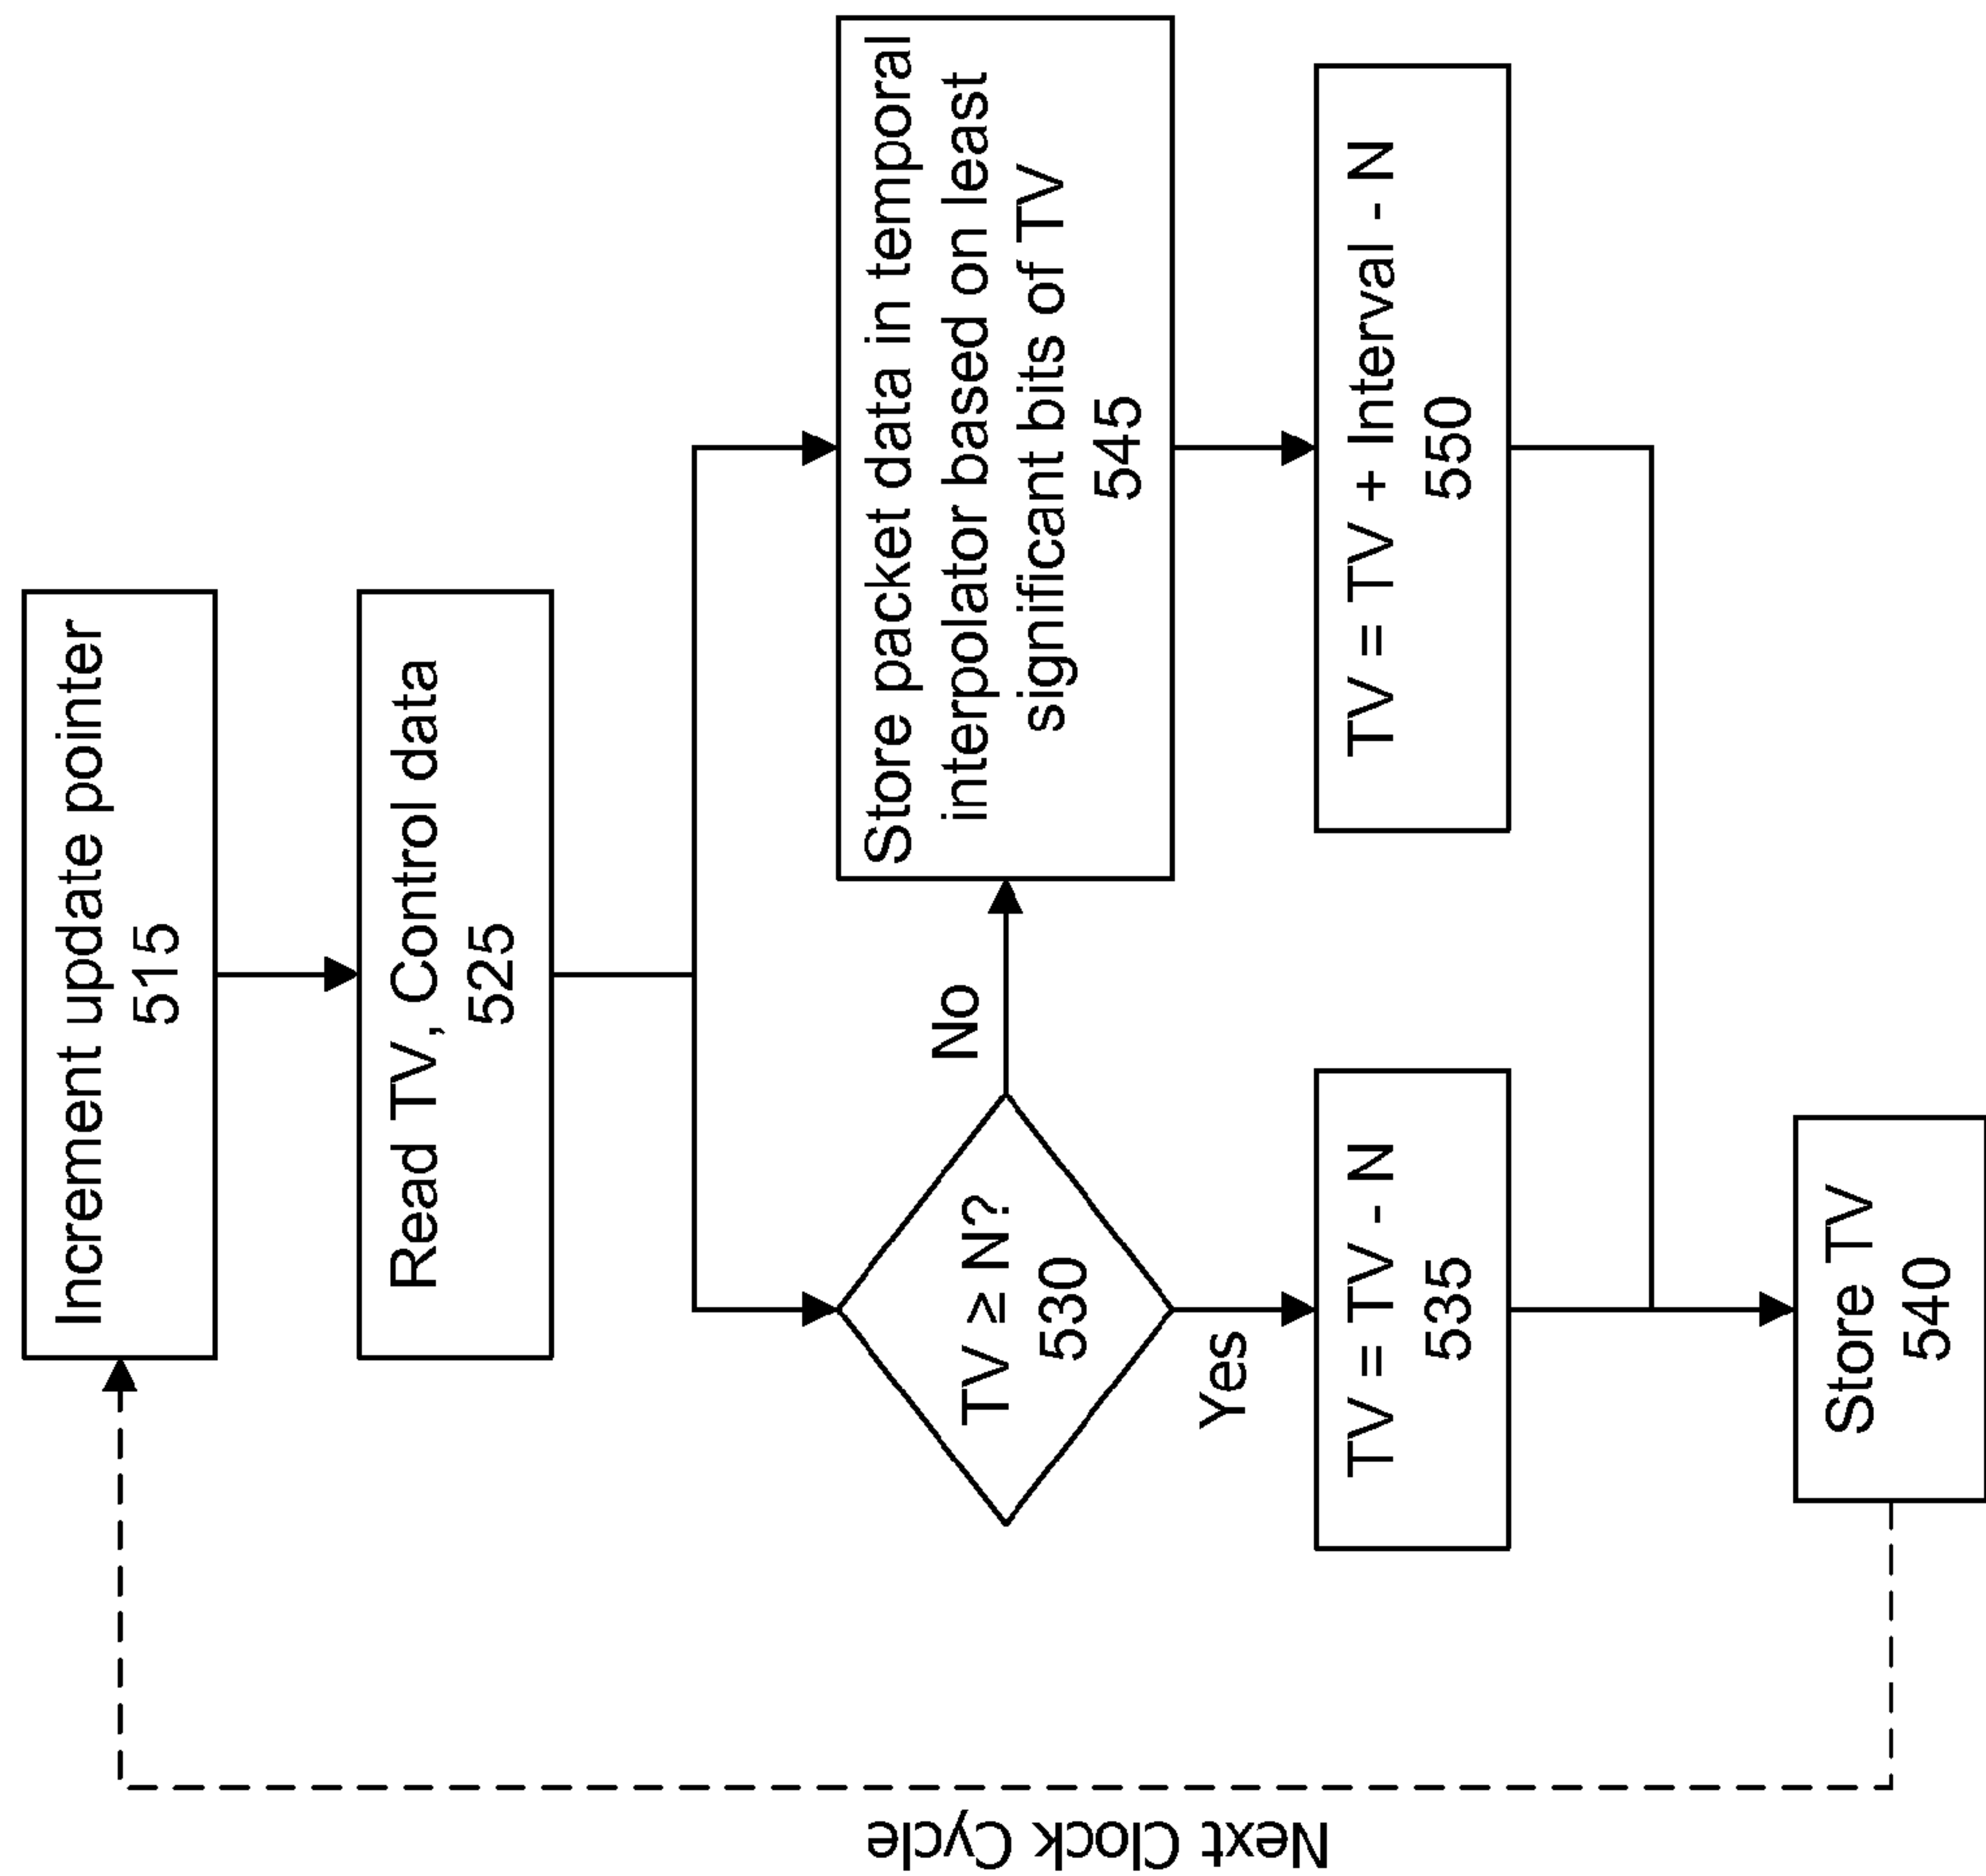 Increment update pointer
515
Read TV, Control data
525
TV ≥ N?
530
No
Yes
Store packet data in temporal
interpolator based on least
significant bits of TV
545
TV = TV - N
535
TV = TV + Interval - N
550
Store TV
540
Next Clock Cycle